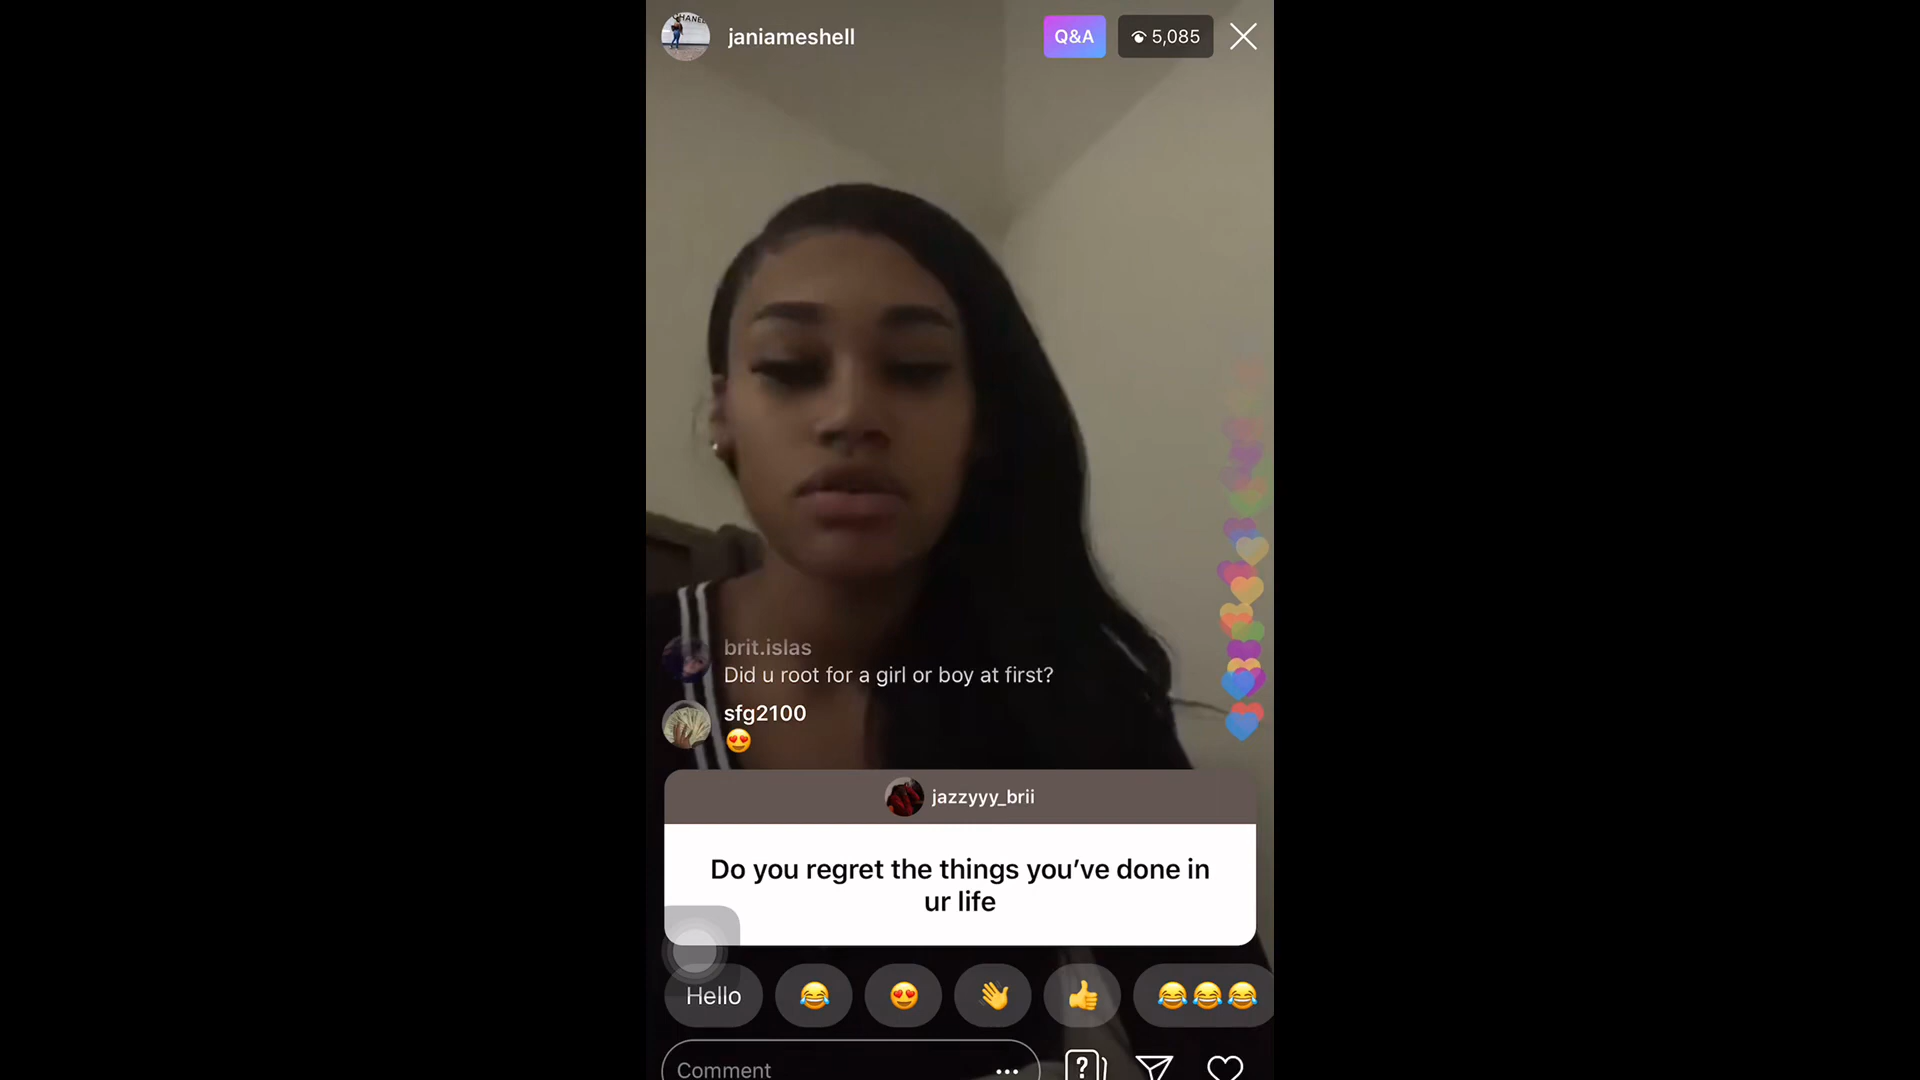 CHANEL
janiameshell
Q&A
5,085
brit.islas
Did u root for a girl or boy at first?
sfg2100
😍
jazzyyy_brii
Do you regret the things you’ve done in
ur life
Hello
😂
😍
👋
👍
😂😂😂
Comment
?